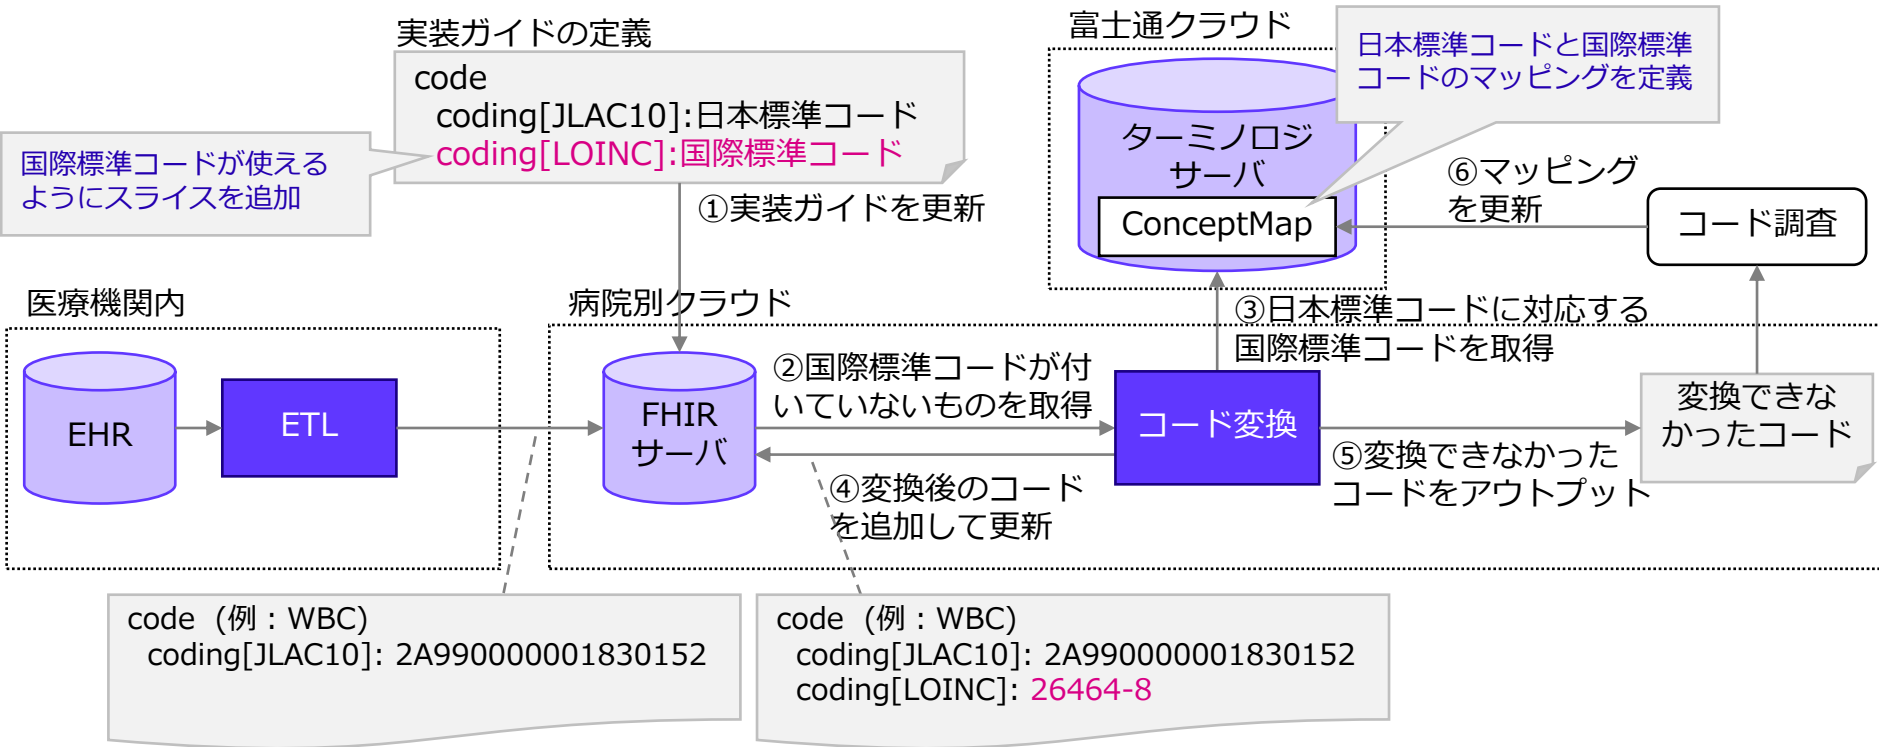 実装ガイドの定義
code
coding[JLAC10]:日本標準コード
coding[LOINC]:国際標準コード
国際標準コードが使える
ようにスライスを追加
①実装ガイドを更新
富士通クラウド
日本標準コードと国際標準
コードのマッピングを定義
ターミノロジ
サーバ
ConceptMap
⑥マッピング
を更新
コード調査
医療機関内
病院別クラウド
③日本標準コードに対応する
国際標準コードを取得
EHR
ETL
FHIR
サーバ
②国際標準コードが付
いていないものを取得
コード変換
変換できな
かったコード
④変換後のコード
を追加して更新
⑤変換できなかった
コードをアウトプット
code (例：WBC)
coding[JLAC10]: 2A990000001830152
code (例：WBC)
coding[JLAC10]: 2A990000001830152
coding[LOINC]: 26464-8